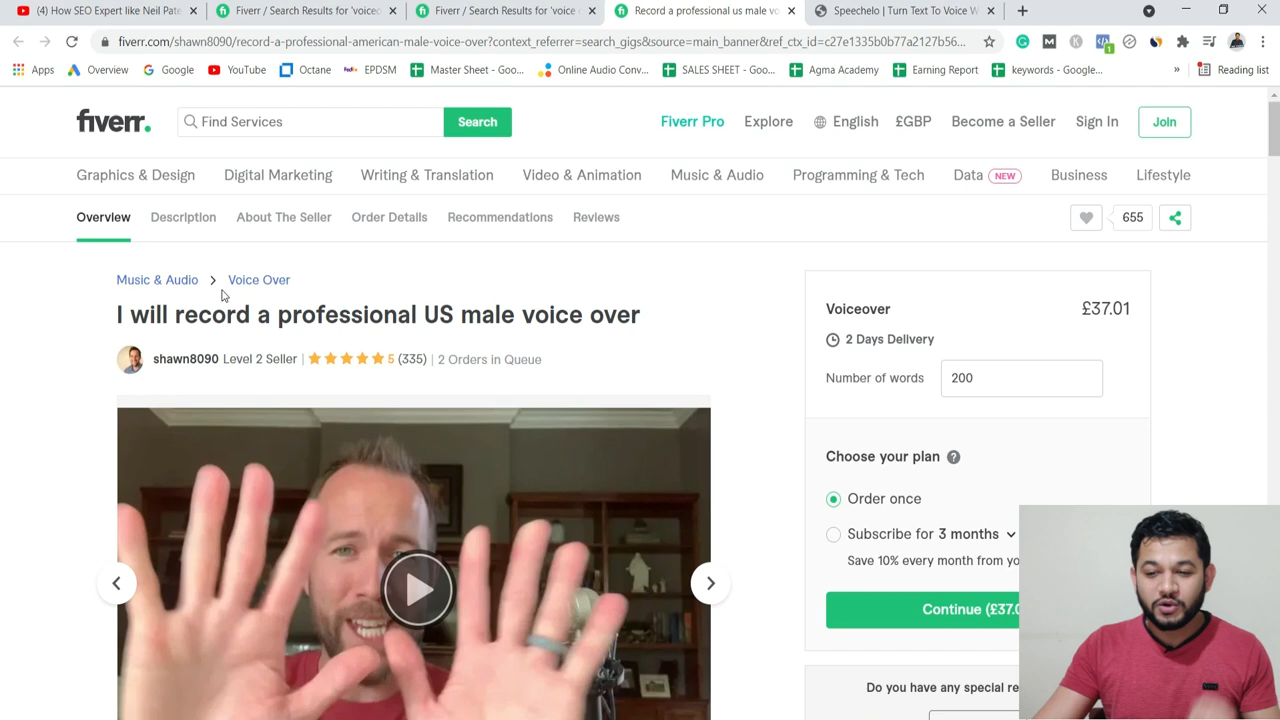 (4) How SEO Expert like Neil Pate
Fiverr / Search Results for 'voiceo
Fiverr / Search Results for 'voice
Record a professional us male vo
Speechelo | Turn Text To Voice W
fiverr.com/shawn8090/record-a-professional-american-male-voice-over?context_referrer=search_gigs&source=main_banner&ref_ctx_id=c27e1335b0b77a2127b56...
Apps
Overview
Google
YouTube
Octane
EPDSM
Master Sheet - Goo...
Online Audio Conv...
SALES SHEET - Goo...
Agma Academy
Earning Report
keywords - Google...
»
Reading list
fiverr.
Find Services
Search
Fiverr Pro
Explore
English
£GBP
Become a Seller
Sign In
Join
Graphics & Design
Digital Marketing
Writing & Translation
Video & Animation
Music & Audio
Programming & Tech
Data NEW
Business
Lifestyle
Overview
Description
About The Seller
Order Details
Recommendations
Reviews
655
Music & Audio > Voice Over
I will record a professional US male voice over
shawn8090 Level 2 Seller | 5 (335) | 2 Orders in Queue
Voiceover £37.01
2 Days Delivery
Number of words 200
Choose your plan ?
Order once
Subscribe for 3 months
Save 10% every month from yo
Continue (£37.0
Do you have any special re